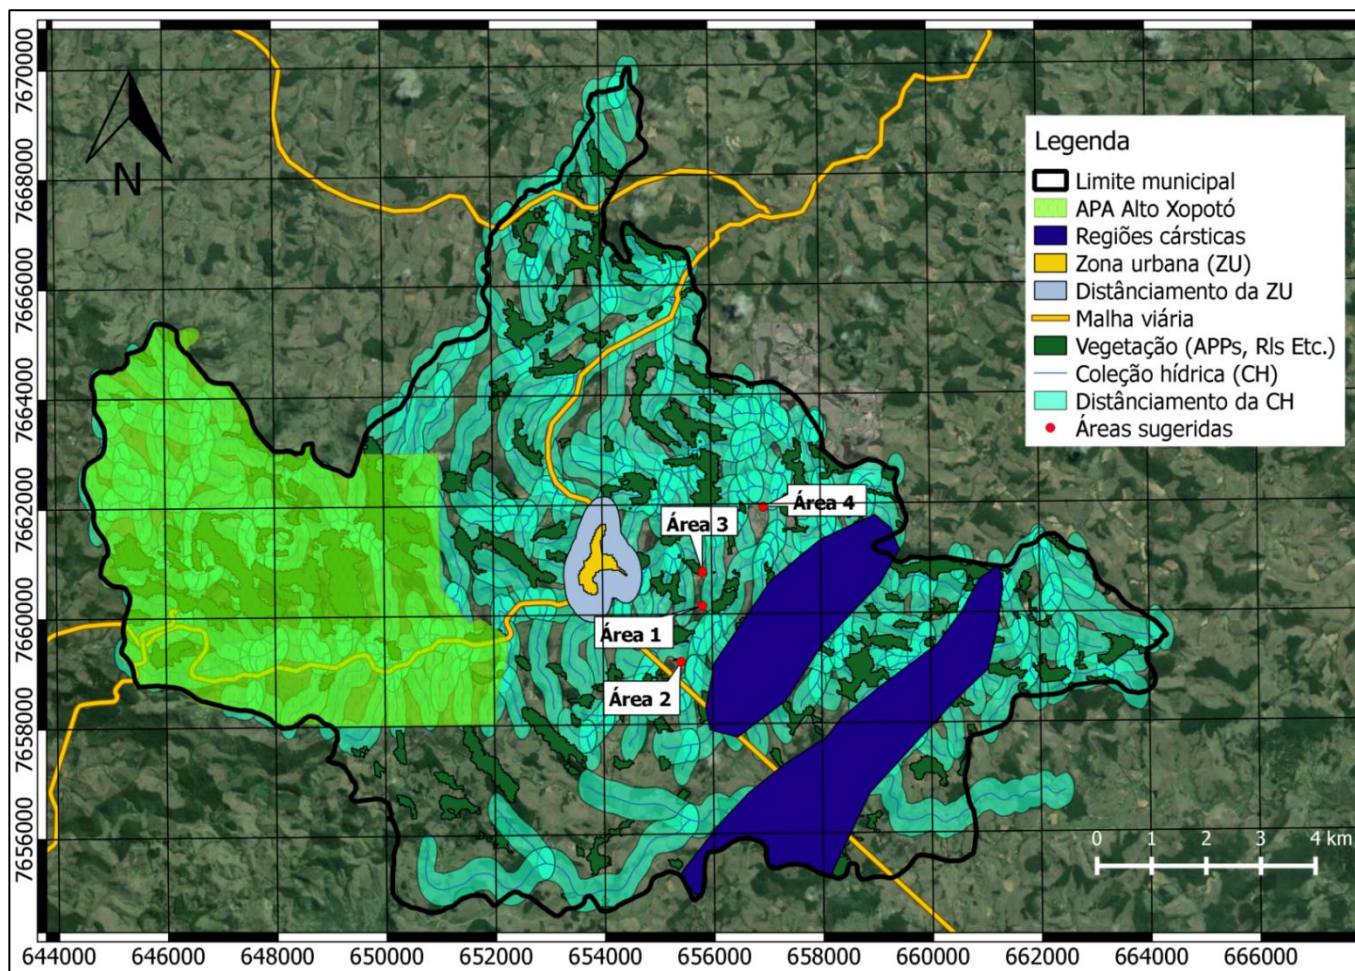 N
Legenda
Limite municipal
APA Alto Xopotó
Regiões cársticas
Zona urbana (ZU)
Distânciamento da ZU
Malha viária
Vegetação (APPs, Rls Etc.)
Coleção hídrica (CH)
Distânciamento da CH
Áreas sugeridas
Área 4
Área 3
Área 1
Área 2
0 1 2 3 4 km
7670000
7668000
7666000
7664000
7662000
7660000
7658000
7656000
644000 646000 648000 650000 652000 654000 656000 658000 660000 662000 664000 666000